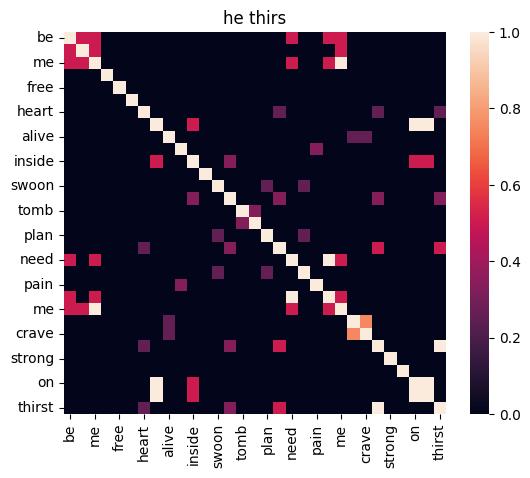 he thirs
be
me
free
heart
alive
inside
swoon
tomb
plan
need
pain
me
crave
strong
on
thirst
be
me
free
heart
alive
inside
swoon
tomb
plan
need
pain
me
crave
strong
on
thirst
1.0
0.8
0.6
0.4
0.2
0.0